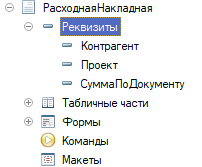 РасходнаяНакладная
Реквизиты
Контрагент
Проект
СуммаПоДокументу
Табличные части
Формы
Команды
Макеты